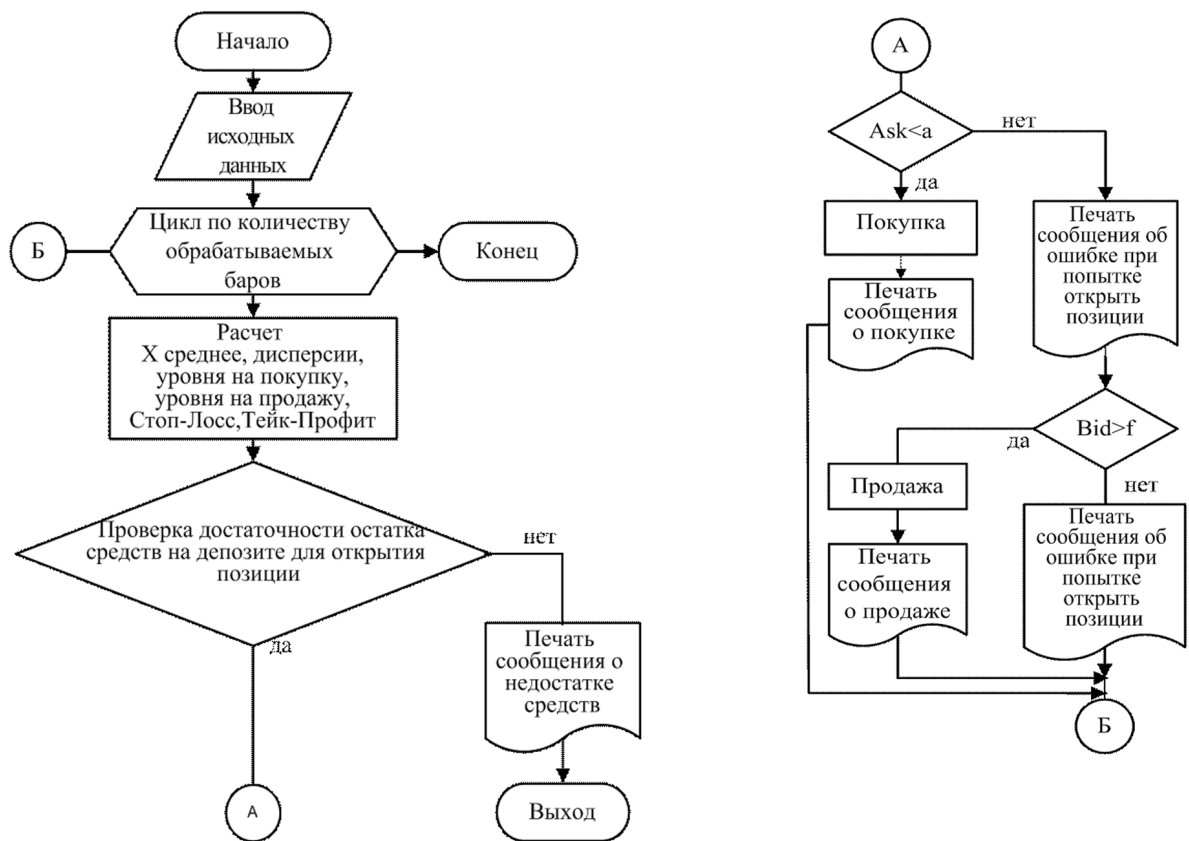 Начало
Ввод
исходных
данных
Б
Цикл по количеству
обрабатываемых
баров
Конец
Расчет
Х среднее, дисперсии,
уровня на покупку,
уровня на продажу,
Стоп-Лосс,Тейк-Профит
Проверка достаточности остатка
средств на депозите для открытия
позиции
нет
да
Печать
сообщения о
недостатке
средств
А
Выход
А
Ask<a
нет
да
Покупка
Печать
сообщения
о покупке
Печать
сообщения об
ошибке при
попытке
открыть
позиции
Bid>f
да
нет
Продажа
Печать
сообщения
о продаже
Печать
сообщения об
ошибке при
попытке
открыть
позиции
Б